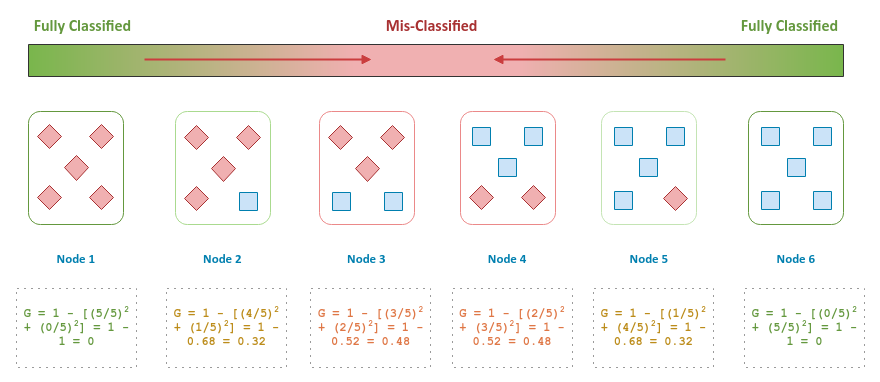 Fully Classified
Mis-Classified
Fully Classified
Node 1
Node 2
Node 3
Node 4
Node 5
Node 6
G = 1 - [(5/5)²
+ (0/5)²] = 1 -
1 = 0
G = 1 - [(4/5)²
+ (1/5)²] = 1 -
0.68 = 0.32
G = 1 - [(3/5)²
+ (2/5)²] = 1 -
0.52 = 0.48
G = 1 - [(2/5)²
+ (3/5)²] = 1 -
0.52 = 0.48
G = 1 - [(1/5)²
+ (4/5)²] = 1 -
0.68 = 0.32
G = 1 - [(0/5)²
+ (5/5)²] = 1 -
1 = 0